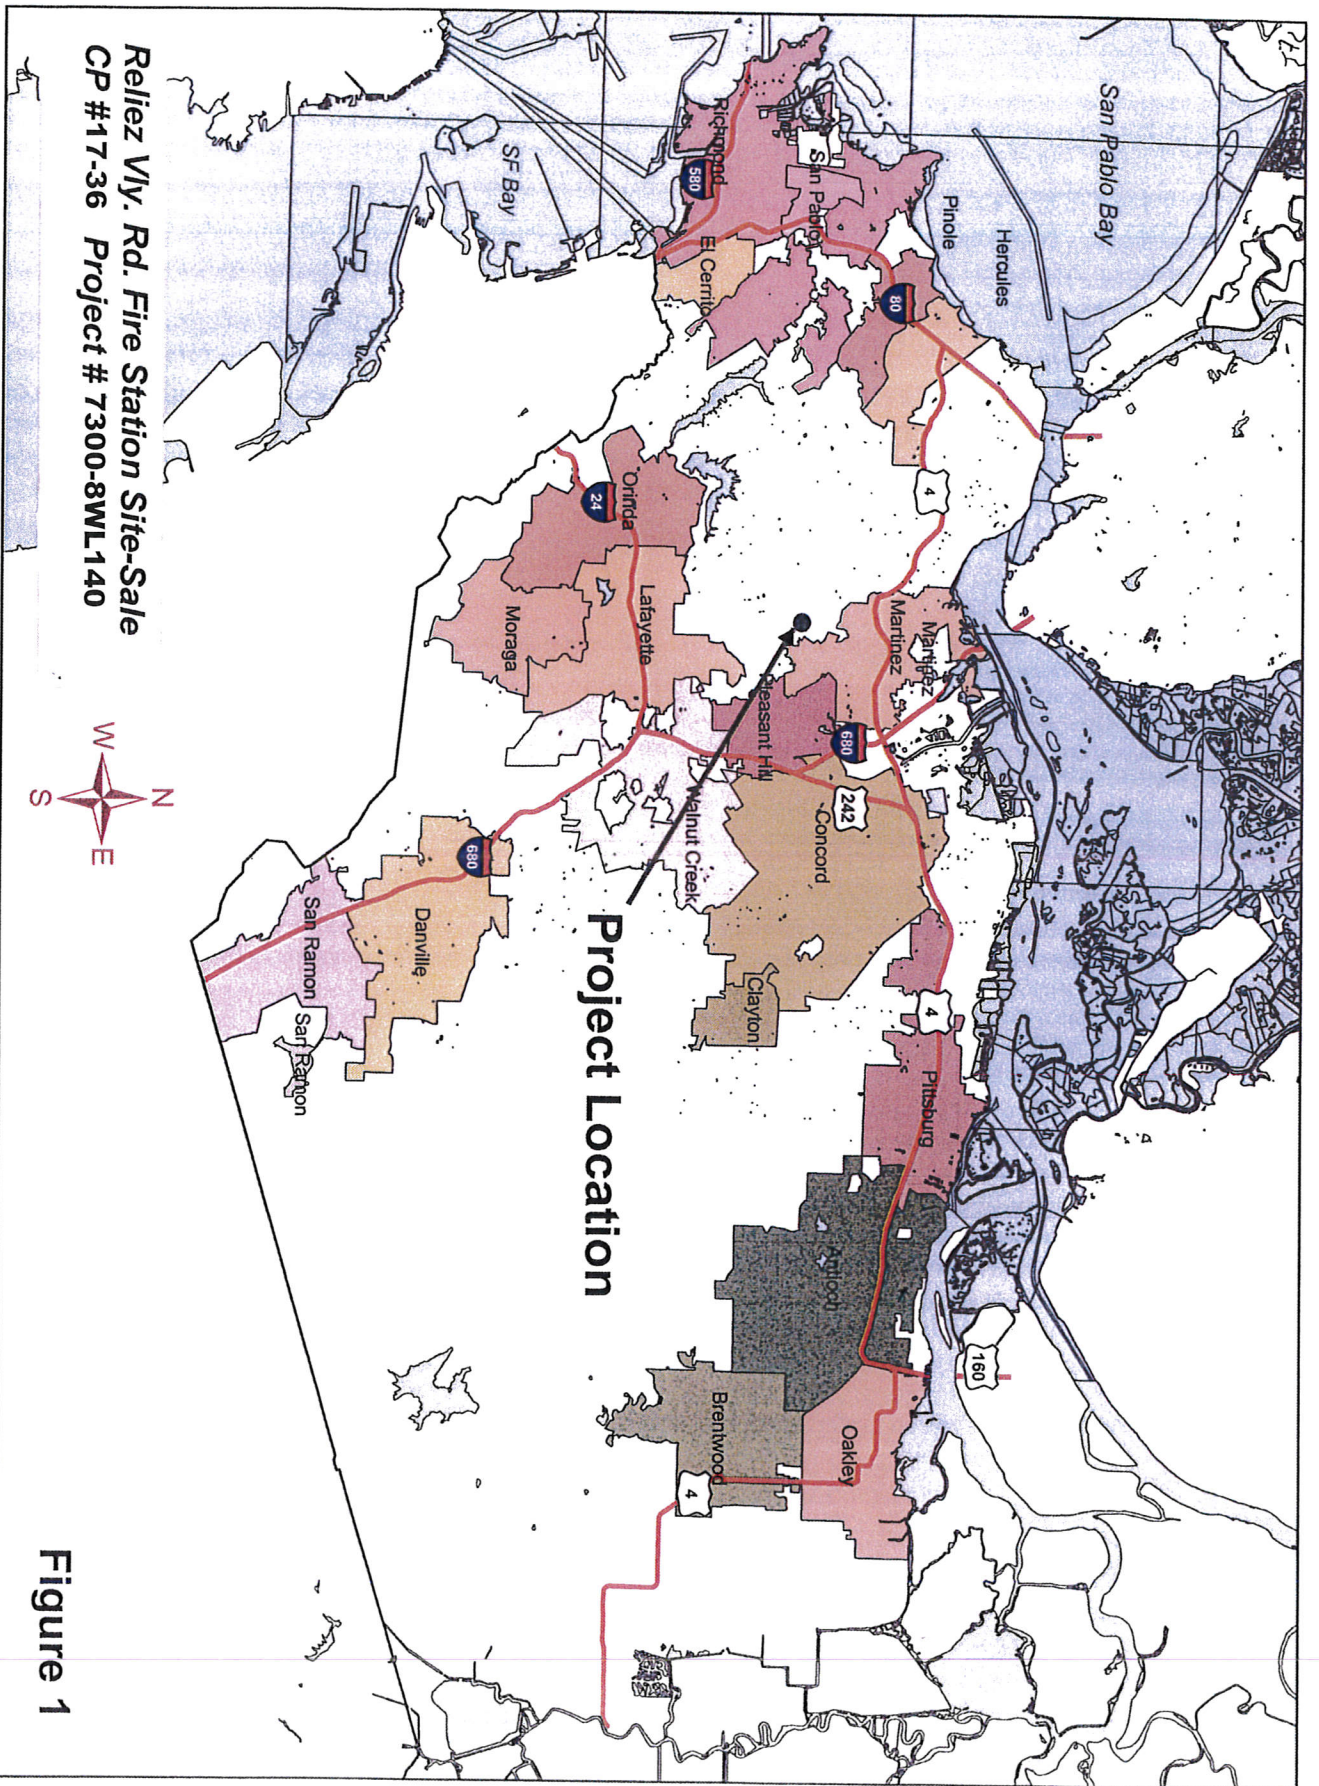 San Pablo Bay
Hercules
Pinole
Richmond
San Pablo
El Cerrito
SF Bay
580
80
4
Martinez
Martinez
Orinda
24
Lafayette
Moraga
Pleasant Hill
680
242
Concord
Walnut Creek
Clayton
4
Pittsburg
Antioch
160
Oakley
Brentwood
4
680
Danville
San Ramon
San Ramon
Project Location
Reliez Vly. Rd. Fire Station Site-Sale
CP #17-36 Project # 7300-8WL140
N
W
E
S
Figure 1